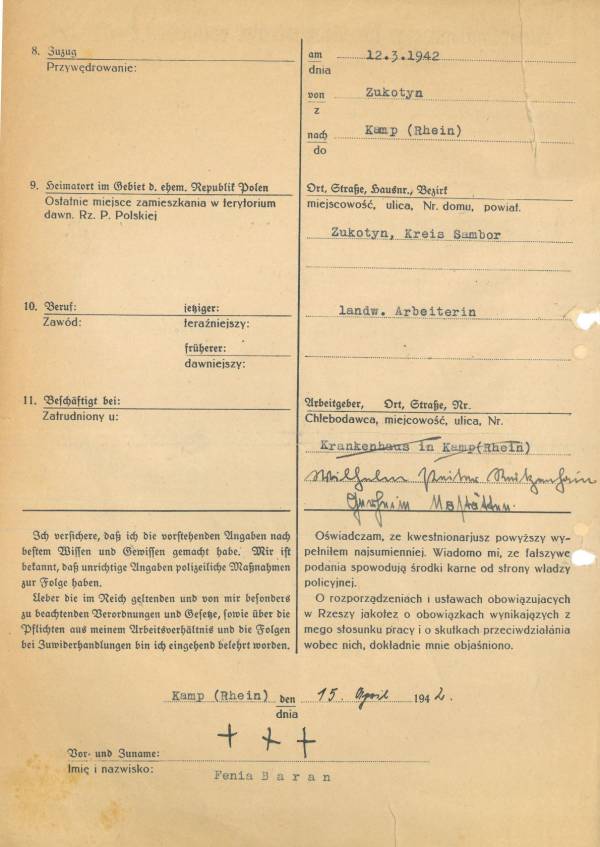 8. Zuzug
Przywędrowanie:
am 12.3.1942
dnia
von Zukotyn
z
nach Kamp (Rhein)
do
9. Heimatort im Gebiet d. ehem. Republik Polen
Ostatnie miejsce zamieszkania w terytorium
dawn. Rz. P. Polskiej
Ort, Straße, Hausnr., Bezirk
miejscowość, ulica, Nr. domu, powiat.
Zukotyn, Kreis Sambor
10. Beruf: jetziger:
Zawód: teraźniejszy:
landw. Arbeiterin
früherer:
dawniejszy:
11. Beschäftigt bei:
Zatrudniony u:
Arbeitgeber, Ort, Straße, Nr.
Chlebodawca, miejcowość, ulica, Nr.
Krankenhaus in Kamp(Rhein)
Wilhelm
Ich versichere, daß ich die vorstehenden Angaben nach
bestem Wissen und Gewissen gemacht habe. Mir ist
bekannt, daß unrichtige Angaben polizeiliche Maßnahmen
zur Folge haben.
Ueber die im Reich geltenden und von mir besonders
zu beachtenden Verordnungen und Gesetze, sowie über die
Pflichten aus meinem Arbeitsverhältnis und die Folgen
bei Zuwiderhandlungen bin ich eingehend belehrt worden.
Oświadczam, ze kwestionarjusz powyższy wy-
pełniłem najsumienniej. Wiadomo mi, ze fałszywe
podania spowodują środki karne od strony władzy
policyjnej.
O rozporządzeniach i ustawach obowiązujacych
w Rzeszy jakoteż o obowiązkach wynikających z
mego stosunku pracy i o skutkach przeciwdziałánia
wobec nich, dokładnie mnie objaśniono.
Kamp (Rhein) den 15. April 1942.
dnia
+ + +
Vor- und Zuname:
Imię i nazwisko:
Fenia Baran